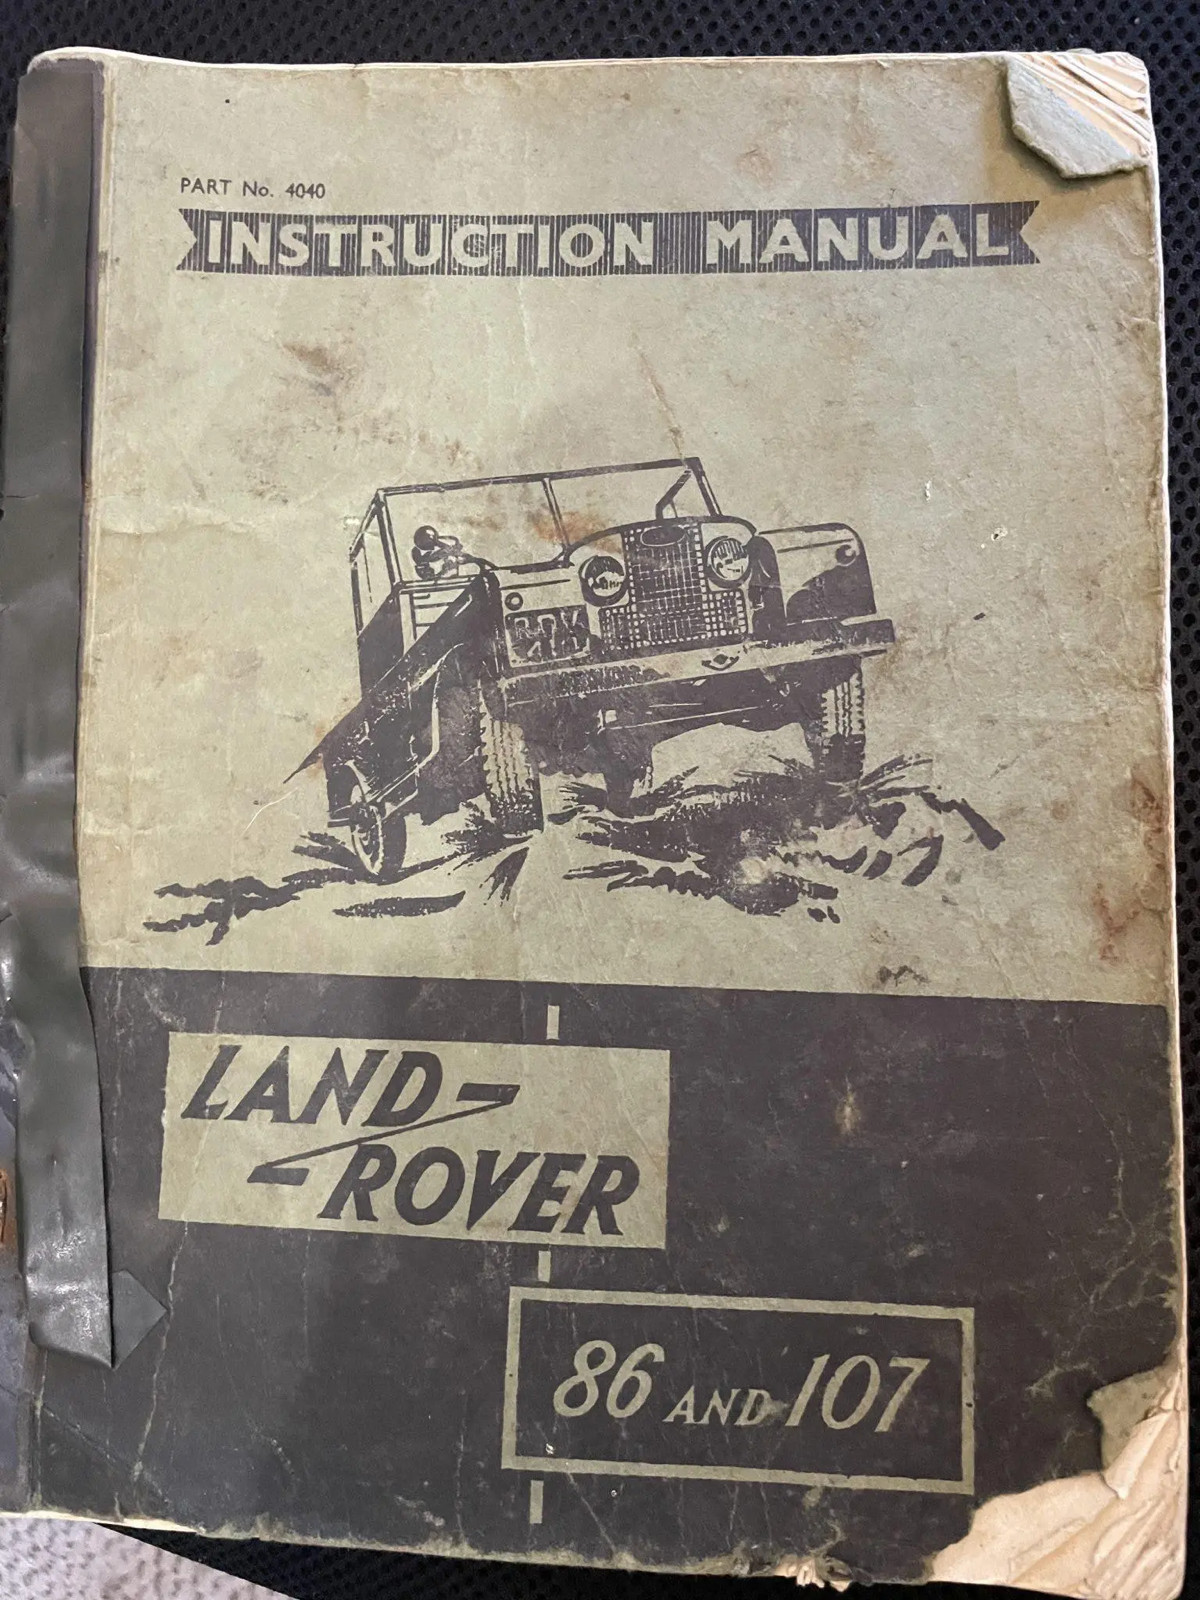 PART No. 4040
INSTRUCTION MANUAL
LAND-
-ROVER
86 AND 107